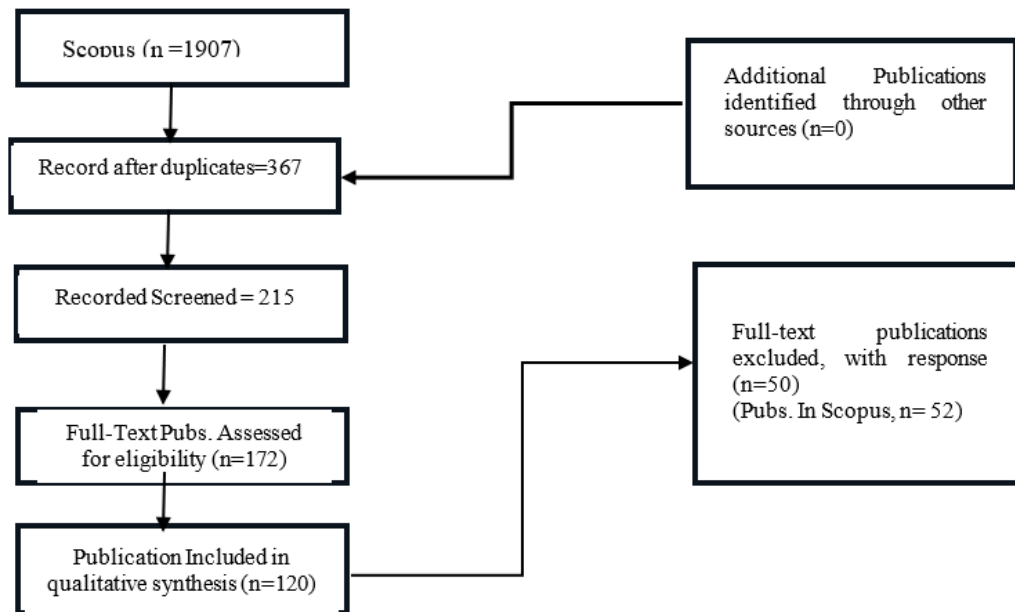 Scopus (n =1907)
Additional Publications
identified through other
sources (n=0)
Record after duplicates=367
Recorded Screened = 215
Full-text publications
excluded, with response
(n=50)
(Pubs. In Scopus, n= 52)
Full-Text Pubs. Assessed
for eligibility (n=172)
Publication Included in
qualitative synthesis (n=120)